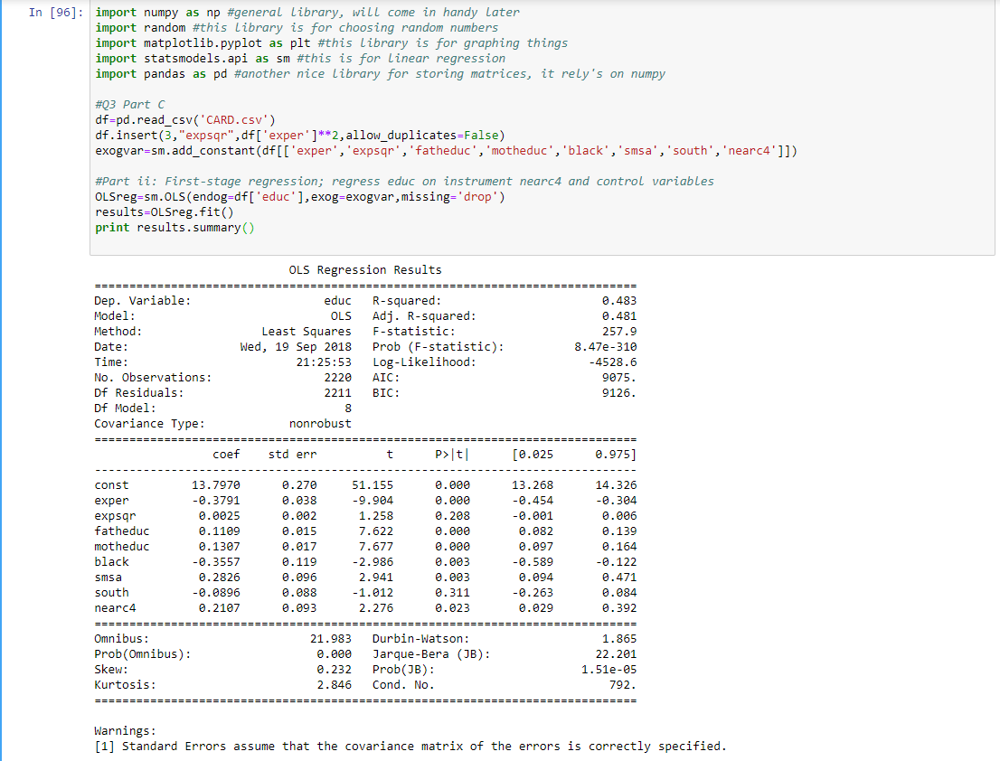 In [96]: import numpy as np #general library, will come in handy later
import random #this library is for choosing random numbers
import matplotlib.pyplot as plt #this library is for graphing things
import statsmodels.api as sm #this is for linear regression
import pandas as pd #another nice library for storing matrices, it rely's on numpy

#Q3 Part C
df=pd.read_csv('CARD.csv')
df.insert(3,"expsqr",df['exper']**2,allow_duplicates=False)
exogvar=sm.add_constant(df[['exper','expsqr','fatheduc','motheduc','black','smsa','south','nearc4']])

#Part ii: First-stage regression; regress educ on instrument nearc4 and control variables
OLSreg=sm.OLS(endog=df['educ'],exog=exogvar,missing='drop')
results=OLSreg.fit()
print results.summary()

OLS Regression Results
==============================================================================
Dep. Variable: educ R-squared: 0.483
Model: OLS Adj. R-squared: 0.481
Method: Least Squares F-statistic: 257.9
Date: Wed, 19 Sep 2018 Prob (F-statistic): 8.47e-310
Time: 21:25:53 Log-Likelihood: -4528.6
No. Observations: 2220 AIC: 9075.
Df Residuals: 2211 BIC: 9126.
Df Model: 8
Covariance Type: nonrobust
==============================================================================
coef std err t P>|t| [0.025 0.975]
------------------------------------------------------------------------------
const 13.7970 0.270 51.155 0.000 13.268 14.326
exper -0.3791 0.038 -9.904 0.000 -0.454 -0.304
expsqr 0.0025 0.002 1.258 0.208 -0.001 0.006
fatheduc 0.1109 0.015 7.622 0.000 0.082 0.139
motheduc 0.1307 0.017 7.677 0.000 0.097 0.164
black -0.3557 0.119 -2.986 0.003 -0.589 -0.122
smsa 0.2826 0.096 2.941 0.003 0.094 0.471
south -0.0896 0.088 -1.012 0.311 -0.263 0.084
nearc4 0.2107 0.093 2.276 0.023 0.029 0.392
==============================================================================
Omnibus: 21.983 Durbin-Watson: 1.865
Prob(Omnibus): 0.000 Jarque-Bera (JB): 22.201
Skew: 0.232 Prob(JB): 1.51e-05
Kurtosis: 2.846 Cond. No. 792.
==============================================================================

Warnings:
[1] Standard Errors assume that the covariance matrix of the errors is correctly specified.